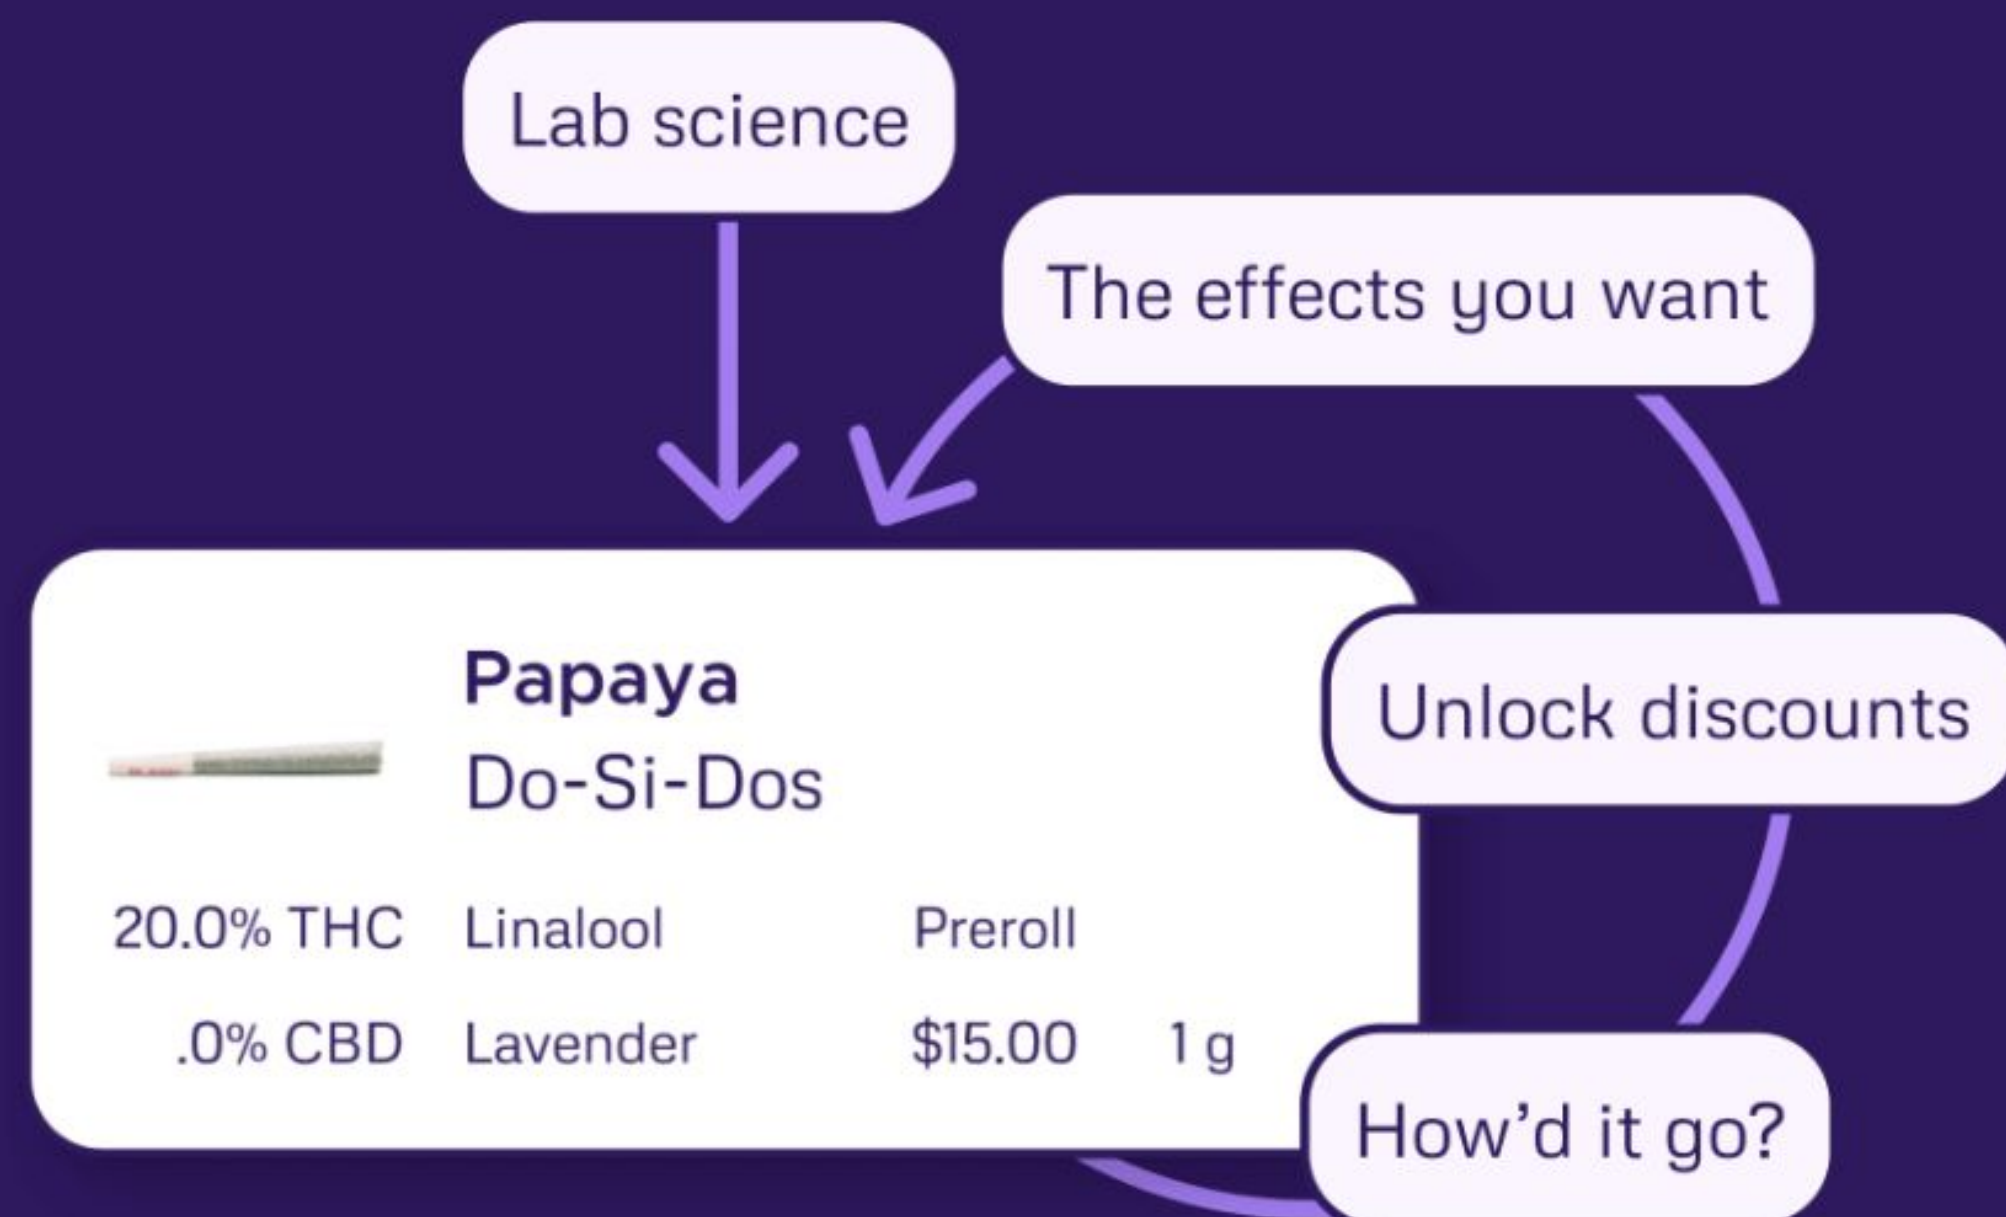 Lab science
The effects you want
Papaya
Do-Si-Dos
Unlock discounts
20.0% THC Linalool Preroll
.0% CBD Lavender $15.00 1 g
How'd it go?